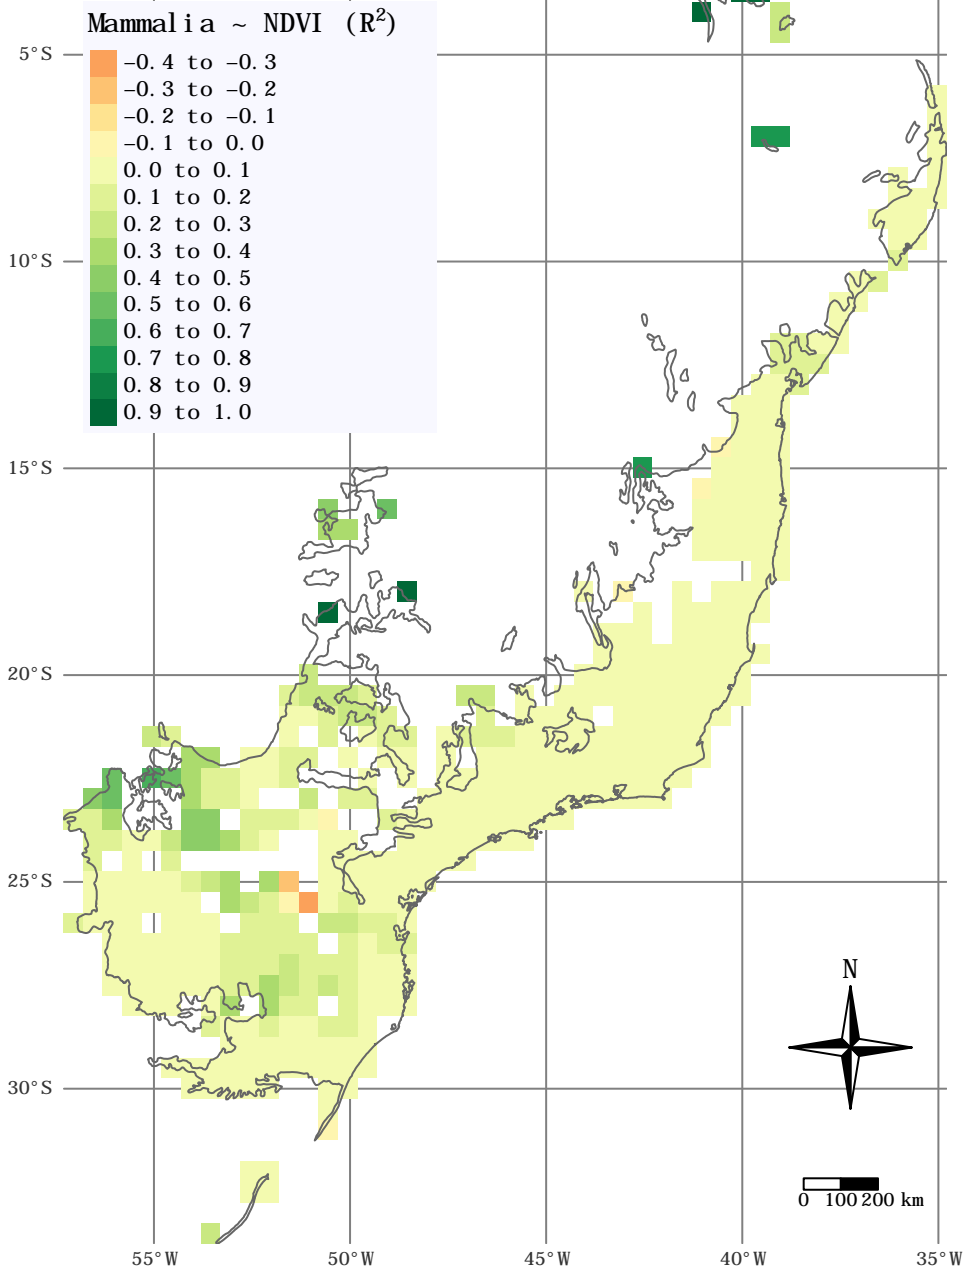 Mammalia ~ NDVI (R²)
-0.4 to -0.3
-0.3 to -0.2
-0.2 to -0.1
-0.1 to 0.0
0.0 to 0.1
0.1 to 0.2
0.2 to 0.3
0.3 to 0.4
0.4 to 0.5
0.5 to 0.6
0.6 to 0.7
0.7 to 0.8
0.8 to 0.9
0.9 to 1.0
5°S
10°S
15°S
20°S
25°S
30°S
N
0 100 200 km
55°W 50°W 45°W 40°W 35°W